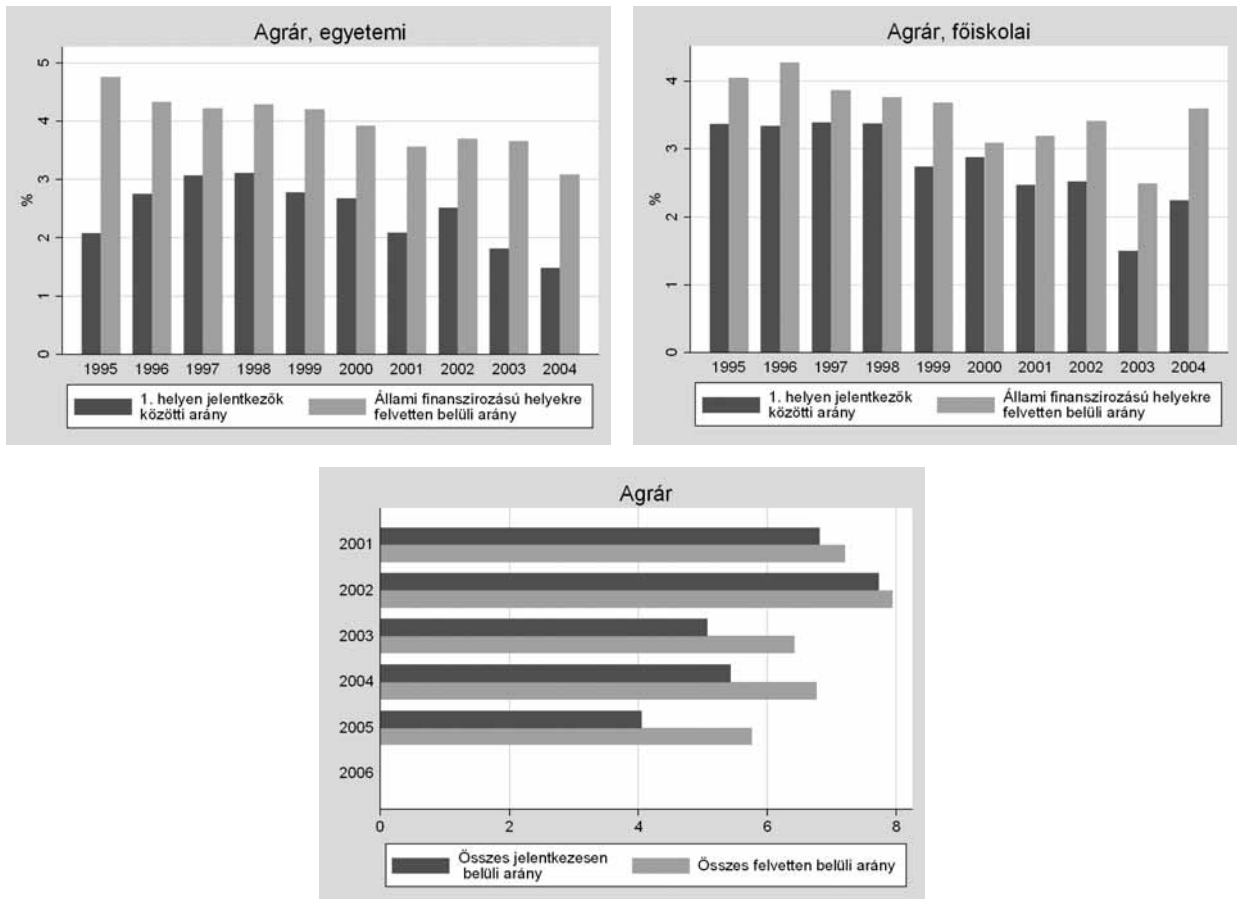 Agrár, egyetemi
5
4
3
2
1
0
%
1995 1996 1997 1998 1999 2000 2001 2002 2003 2004
1. helyen jelentkezők
közötti arány
Állami finanszirozású helyekre
felvetten belüli arány
Agrár, főiskolai
4
3
2
1
0
%
1995 1996 1997 1998 1999 2000 2001 2002 2003 2004
1. helyen jelentkezők
közötti arány
Állami finanszirozású helyekre
felvetten belüli arány
Agrár
2001
2002
2003
2004
2005
2006
0 2 4 6 8
Összes jelentkezesen
belüli arány
Összes felvetten belüli arány